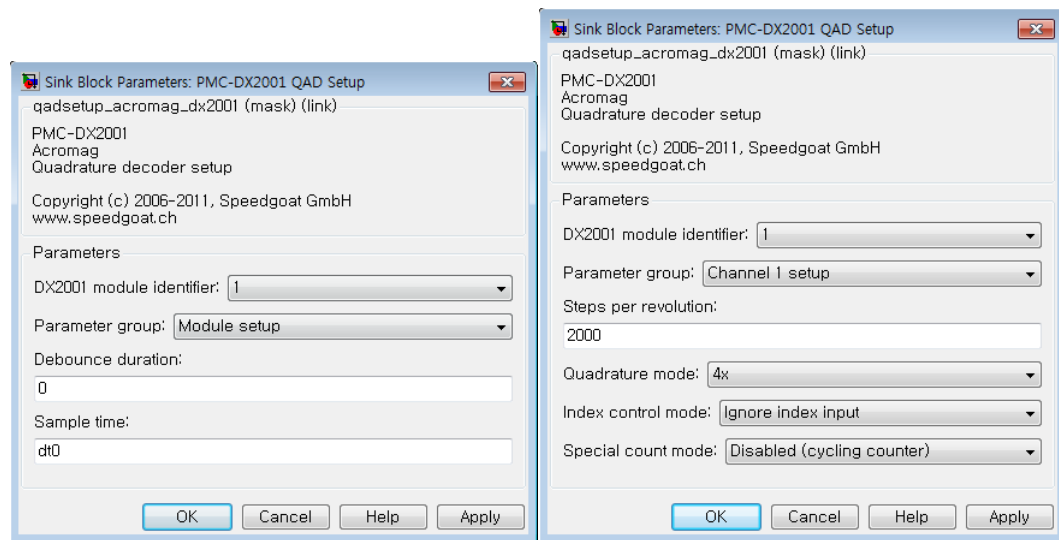 Sink Block Parameters: PMC-DX2001 QAD Setup
qadsetup_acromag_dx2001 (mask) (link)
PMC-DX2001
Acromag
Quadrature decoder setup
Copyright (c) 2006-2011, Speedgoat GmbH
www.speedgoat.ch
Parameters
DX2001 module identifier: 1
Parameter group: Module setup
Debounce duration:
0
Sample time:
dt0
OK Cancel Help Apply
Sink Block Parameters: PMC-DX2001 QAD Setup
qadsetup_acromag_dx2001 (mask) (link)
PMC-DX2001
Acromag
Quadrature decoder setup
Copyright (c) 2006-2011, Speedgoat GmbH
www.speedgoat.ch
Parameters
DX2001 module identifier: 1
Parameter group: Channel 1 setup
Steps per revolution:
2000
Quadrature mode: 4x
Index control mode: Ignore index input
Special count mode: Disabled (cycling counter)
OK Cancel Help Apply